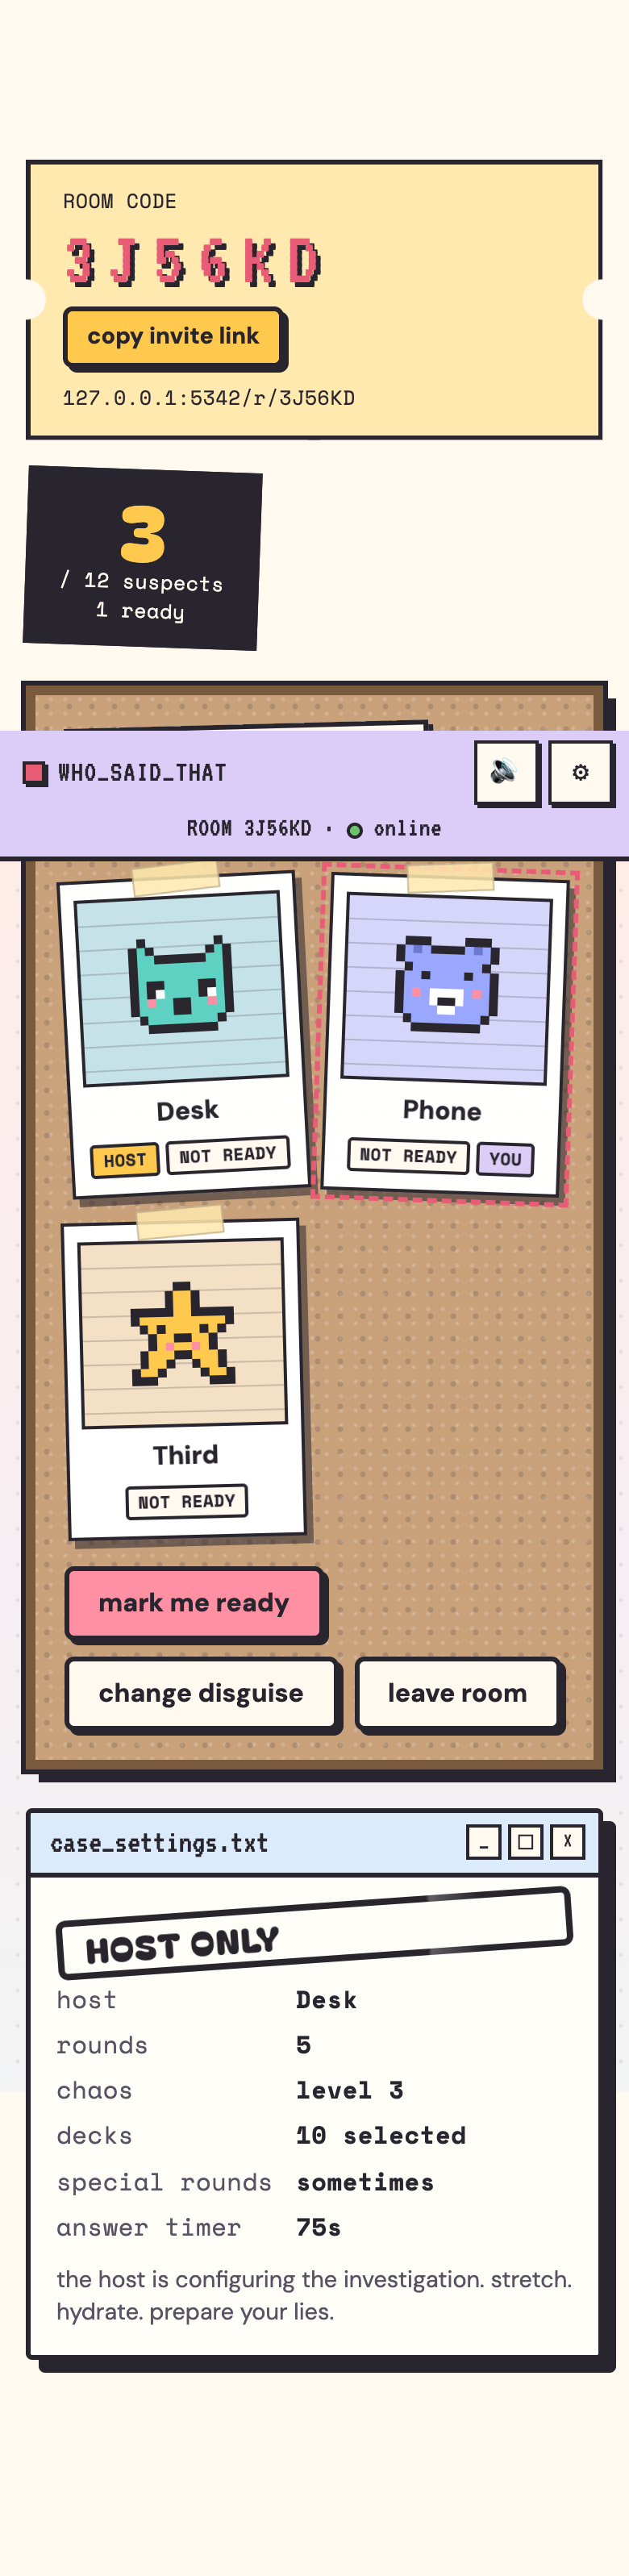 ROOM CODE
3J56KD
copy invite link
127.0.0.1:5342/r/3J56KD
3
/ 12 suspects
1 ready
WHO_SAID_THAT
ROOM 3J56KD · online
Desk
HOST
NOT READY
Phone
NOT READY
YOU
Third
NOT READY
mark me ready
change disguise
leave room
case_settings.txt
HOST ONLY
host Desk
rounds 5
chaos level 3
decks 10 selected
special rounds sometimes
answer timer 75s
the host is configuring the investigation. stretch.
hydrate. prepare your lies.